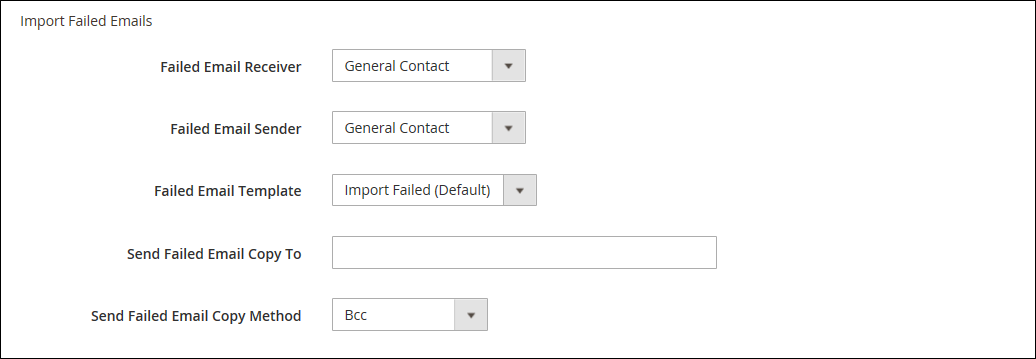 Import Failed Emails
Failed Email Receiver General Contact
Failed Email Sender General Contact
Failed Email Template Import Failed (Default)
Send Failed Email Copy To
Send Failed Email Copy Method Bcc